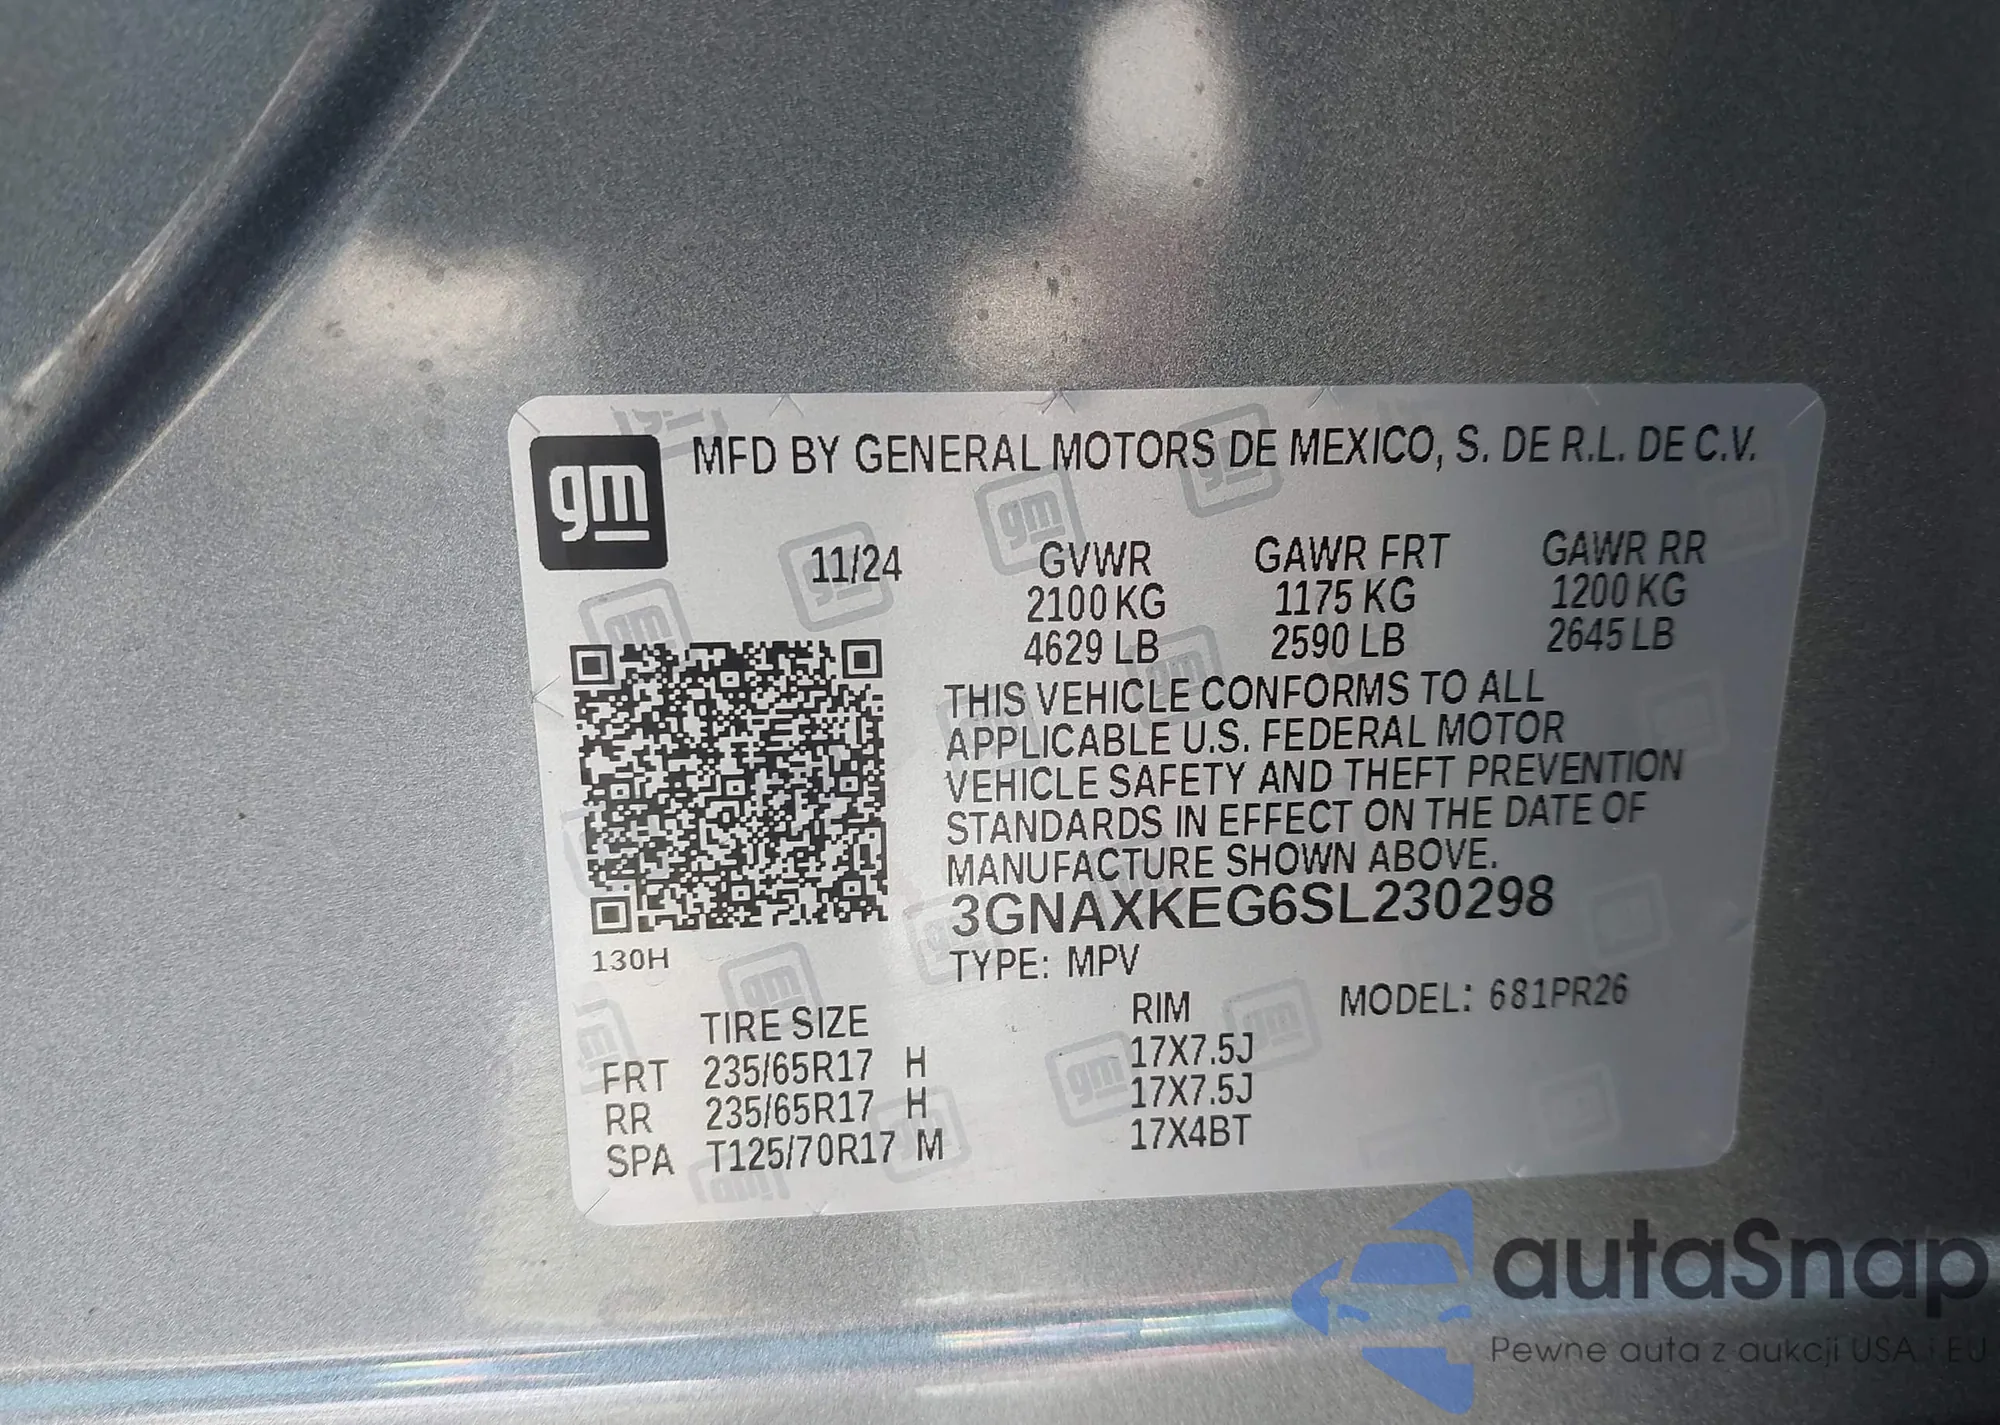 gm
MFD BY GENERAL MOTORS DE MEXICO, S. DE R.L. DE C.V.
11/24 GVWR GAWR FRT GAWR RR
2100 KG 1175 KG 1200 KG
4629 LB 2590 LB 2645 LB
THIS VEHICLE CONFORMS TO ALL
APPLICABLE U.S. FEDERAL MOTOR
VEHICLE SAFETY AND THEFT PREVENTION
STANDARDS IN EFFECT ON THE DATE OF
MANUFACTURE SHOWN ABOVE.
3GNAXKEG6SL230298
130H
TYPE: MPV
TIRE SIZE RIM MODEL: 681PR26
FRT 235/65R17 H 17X7.5J
RR 235/65R17 H 17X7.5J
SPA T125/70R17 M 17X4BT
autaSnap
Pewne auta z aukcji USA i EU